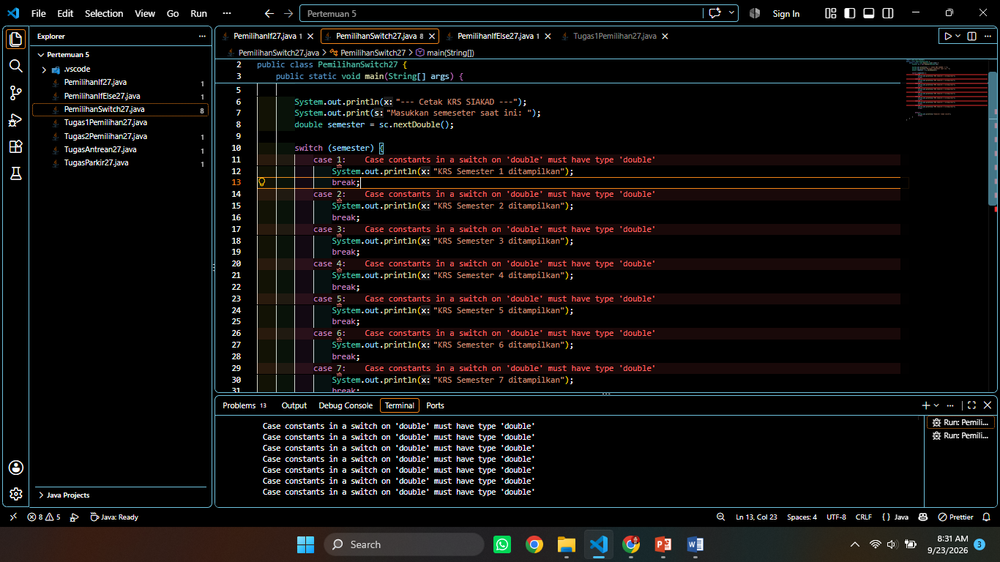 File Edit Selection View Go Run ··· Pertemuan 5 Sign In
Explorer ···
Pertemuan 5
.vscode
PemilihanIf27.java 1
PemilihanIfElse27.java 1
PemilihanSwitch27.java 8
Tugas1Pemilihan27.java
Tugas2Pemilihan27.java 1
TugasAntrean27.java 1
TugasParkir27.java 1
Java Projects
PemilihanIf27.java 1 PemilihanSwitch27.java 8 PemilihanIfElse27.java 1 Tugas1Pemilihan27.java
PemilihanSwitch27.java > PemilihanSwitch27 > main(String[])
2 public class PemilihanSwitch27 {
3 public static void main(String[] args) {
5
6 System.out.println(x: "--- Cetak KRS SIAKAD ---");
7 System.out.print(s: "Masukkan semeseter saat ini: ");
8 double semester = sc.nextDouble();
9
10 switch (semester) {
11 case 1: Case constants in a switch on 'double' must have type 'double'
12 System.out.println(x: "KRS Semester 1 ditampilkan");
13 break;
14 case 2: Case constants in a switch on 'double' must have type 'double'
15 System.out.println(x: "KRS Semester 2 ditampilkan");
16 break;
17 case 3: Case constants in a switch on 'double' must have type 'double'
18 System.out.println(x: "KRS Semester 3 ditampilkan");
19 break;
20 case 4: Case constants in a switch on 'double' must have type 'double'
21 System.out.println(x: "KRS Semester 4 ditampilkan");
22 break;
23 case 5: Case constants in a switch on 'double' must have type 'double'
24 System.out.println(x: "KRS Semester 5 ditampilkan");
25 break;
26 case 6: Case constants in a switch on 'double' must have type 'double'
27 System.out.println(x: "KRS Semester 6 ditampilkan");
28 break;
29 case 7: Case constants in a switch on 'double' must have type 'double'
30 System.out.println(x: "KRS Semester 7 ditampilkan");
31 break;
Problems 13 Output Debug Console Terminal Ports
Case constants in a switch on 'double' must have type 'double'
Case constants in a switch on 'double' must have type 'double'
Case constants in a switch on 'double' must have type 'double'
Case constants in a switch on 'double' must have type 'double'
Case constants in a switch on 'double' must have type 'double'
Case constants in a switch on 'double' must have type 'double'
Case constants in a switch on 'double' must have type 'double'
Run: Pemili...
Run: Pemili...
8 5 Java: Ready Ln 13, Col 23 Spaces: 4 UTF-8 CRLF {} Java Prettier
Search
8:31 AM
9/23/2026 3